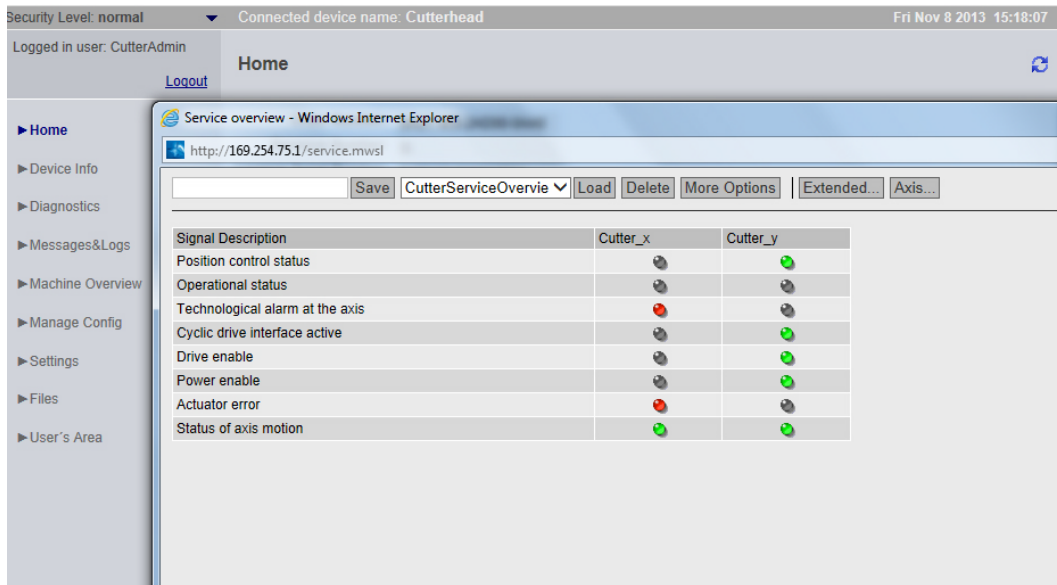 Security Level: normal Connected device name: Cutterhead Fri Nov 8 2013 15:18:07
Logged in user: CutterAdmin
Logout
Home
►Home
►Device Info
►Diagnostics
►Messages&Logs
►Machine Overview
►Manage Config
►Settings
►Files
►User's Area
Service overview - Windows Internet Explorer
http://169.254.75.1/service.mwsl
Save CutterServiceOvervie Load Delete More Options Extended... Axis...
Signal Description Cutter_x Cutter_y
Position control status
Operational status
Technological alarm at the axis
Cyclic drive interface active
Drive enable
Power enable
Actuator error
Status of axis motion